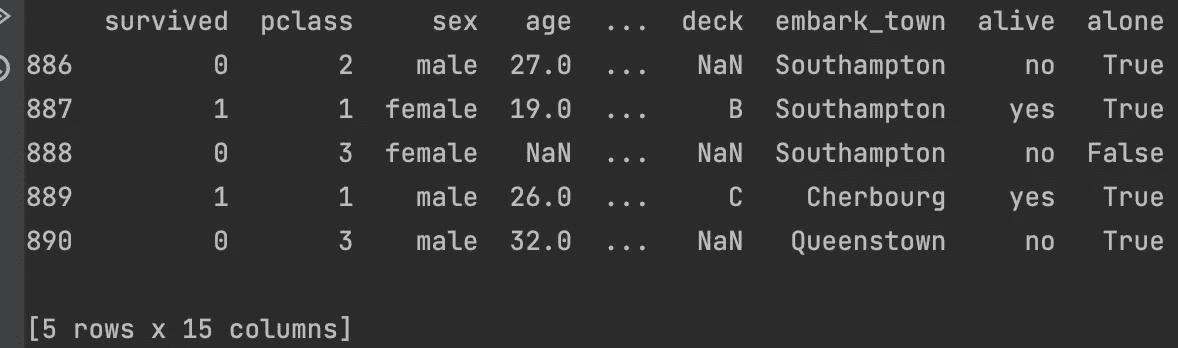 survived pclass sex age ... deck embark_town alive alone
886 0 2 male 27.0 ... NaN Southampton no True
887 1 1 female 19.0 ... B Southampton yes True
888 0 3 female NaN ... NaN Southampton no False
889 1 1 male 26.0 ... C Cherbourg yes True
890 0 3 male 32.0 ... NaN Queenstown no True
[5 rows x 15 columns]